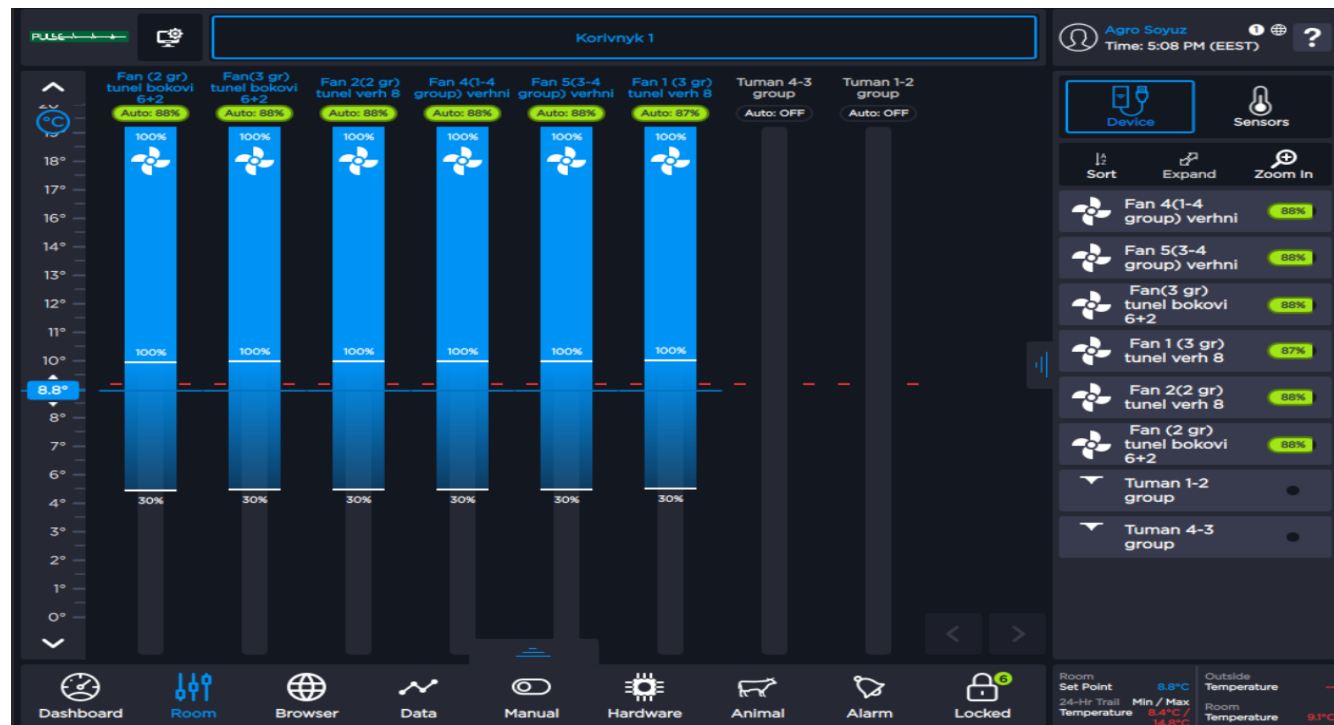 PULSE
Korivnyk 1
Agro Soyuz
1
?
Time: 5:08 PM (EEST)
Fan (2 gr)
tunel bokovi
6+2
Auto: 88%
Fan(3 gr)
tunel bokovi
6+2
Auto: 88%
Fan 2(2 gr)
tunel verh 8
Auto: 88%
Fan 4(1-4
group) verhni
Auto: 88%
Fan 5(3-4
group) verhni
Auto: 88%
Fan 1 (3 gr)
tunel verh 8
Auto: 87%
Tuman 4-3
group
Auto: OFF
Tuman 1-2
group
Auto: OFF
°C
18°
17°
16°
14°
13°
12°
11°
10°
8.8°
8°
7°
6°
4°
3°
2°
1°
0°
100% 100% 100% 100% 100% 100%
100% 100% 100% 100% 100% 100%
30% 30% 30% 30% 30% 30%
Device
Sensors
Sort
Expand
Zoom In
Fan 4(1-4
group) verhni
88%
Fan 5(3-4
group) verhni
88%
Fan(3 gr)
tunel bokovi
6+2
88%
Fan 1 (3 gr)
tunel verh 8
87%
Fan 2(2 gr)
tunel verh 8
88%
Fan (2 gr)
tunel bokovi
6+2
88%
Tuman 1-2
group
Tuman 4-3
group
< >
Dashboard
Room
Browser
Data
Manual
Hardware
Animal
Alarm
6
Locked
Room
Set Point 8.8°C
24-Hr Trail Min / Max
Temperature 8.4°C /
14.8°C
Outside
Temperature
Room
Temperature 9.1°C